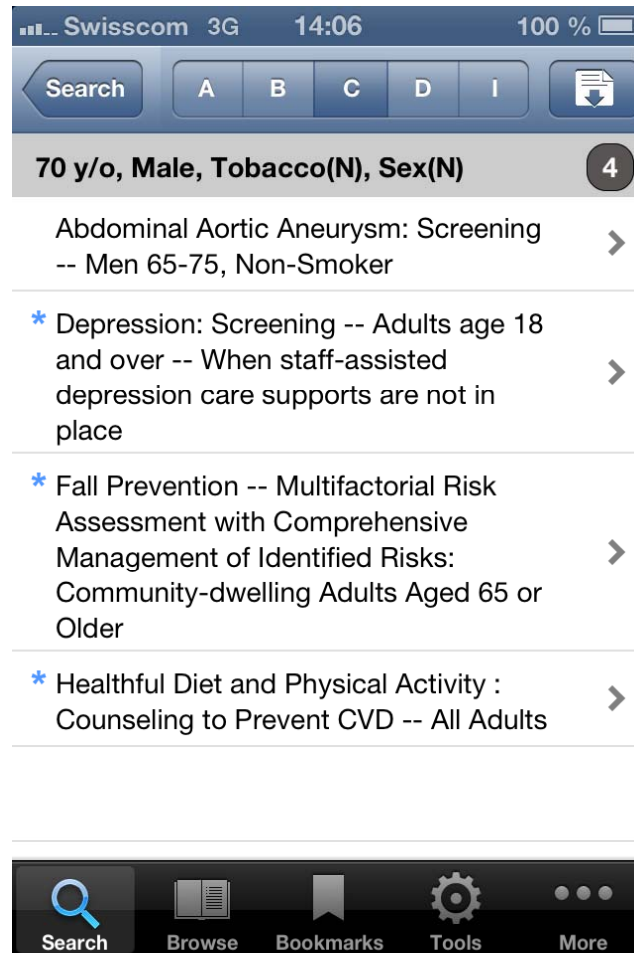 Swisscom 3G 14:06 100 %
Search A B C D I
70 y/o, Male, Tobacco(N), Sex(N) 4
Abdominal Aortic Aneurysm: Screening
-- Men 65-75, Non-Smoker
* Depression: Screening -- Adults age 18
and over -- When staff-assisted
depression care supports are not in
place
* Fall Prevention -- Multifactorial Risk
Assessment with Comprehensive
Management of Identified Risks:
Community-dwelling Adults Aged 65 or
Older
* Healthful Diet and Physical Activity :
Counseling to Prevent CVD -- All Adults
Search Browse Bookmarks Tools More